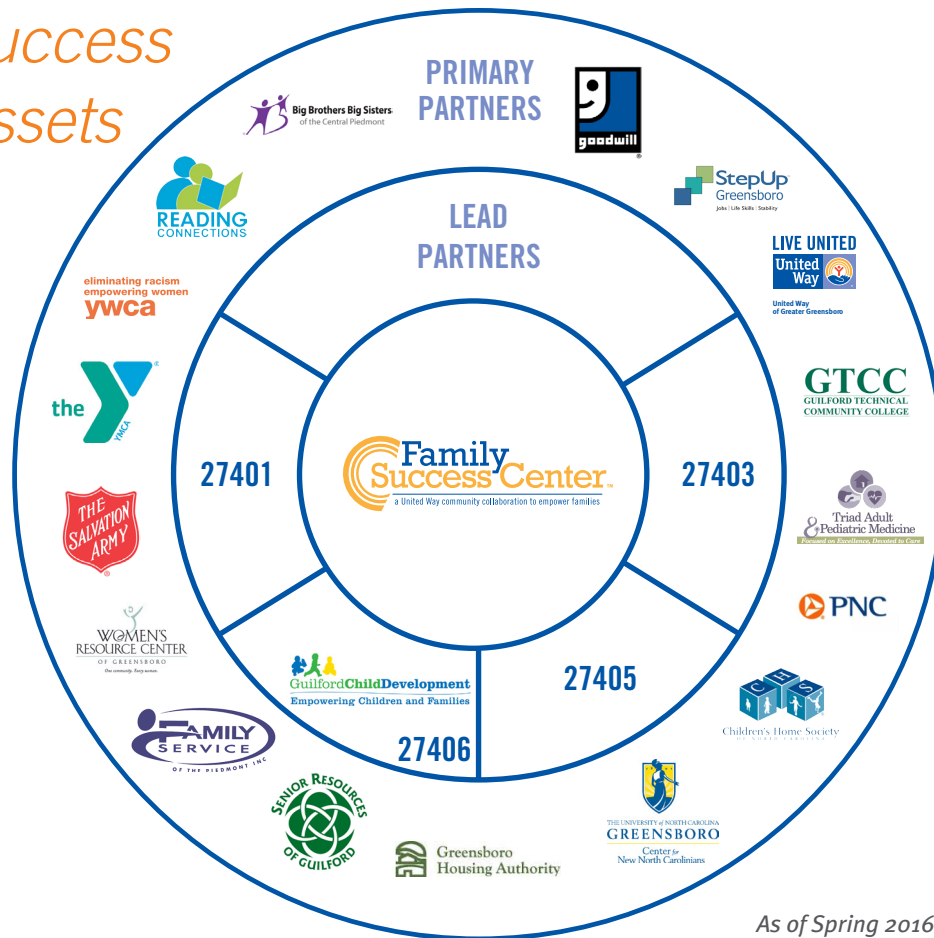 uccess
ssets
PRIMARY
PARTNERS
Big Brothers Big Sisters
of the Central Piedmont
goodwill
®
StepUp
Greensboro
Jobs | Life Skills | Stability
READING
CONNECTIONS
LEAD
PARTNERS
LIVE UNITED
United
Way
United Way
of Greater Greensboro
eliminating racism
empowering women
ywca
the
YMCA
®
GTCC
GUILFORD TECHNICAL
COMMUNITY COLLEGE
27401
Family
Success Center™
a United Way community collaboration to empower families
27403
THE
SALVATION
ARMY
®
Triad Adult
& Pediatric Medicine
Focused on Excellence, Devoted to Care
PNC
WOMEN'S
RESOURCE CENTER
OF GREENSBORO
One community. Every woman.
GuilfordChildDevelopment
Empowering Children and Families
27406
27405
CHS
Children's Home Society
OF NORTH CAROLINA
FAMILY
SERVICE
OF THE PIEDMONT INC
SENIOR RESOURCES
OF GUILFORD
Greensboro
Housing Authority
THE UNIVERSITY of NORTH CAROLINA
GREENSBORO
Center for
New North Carolinians
As of Spring 2016